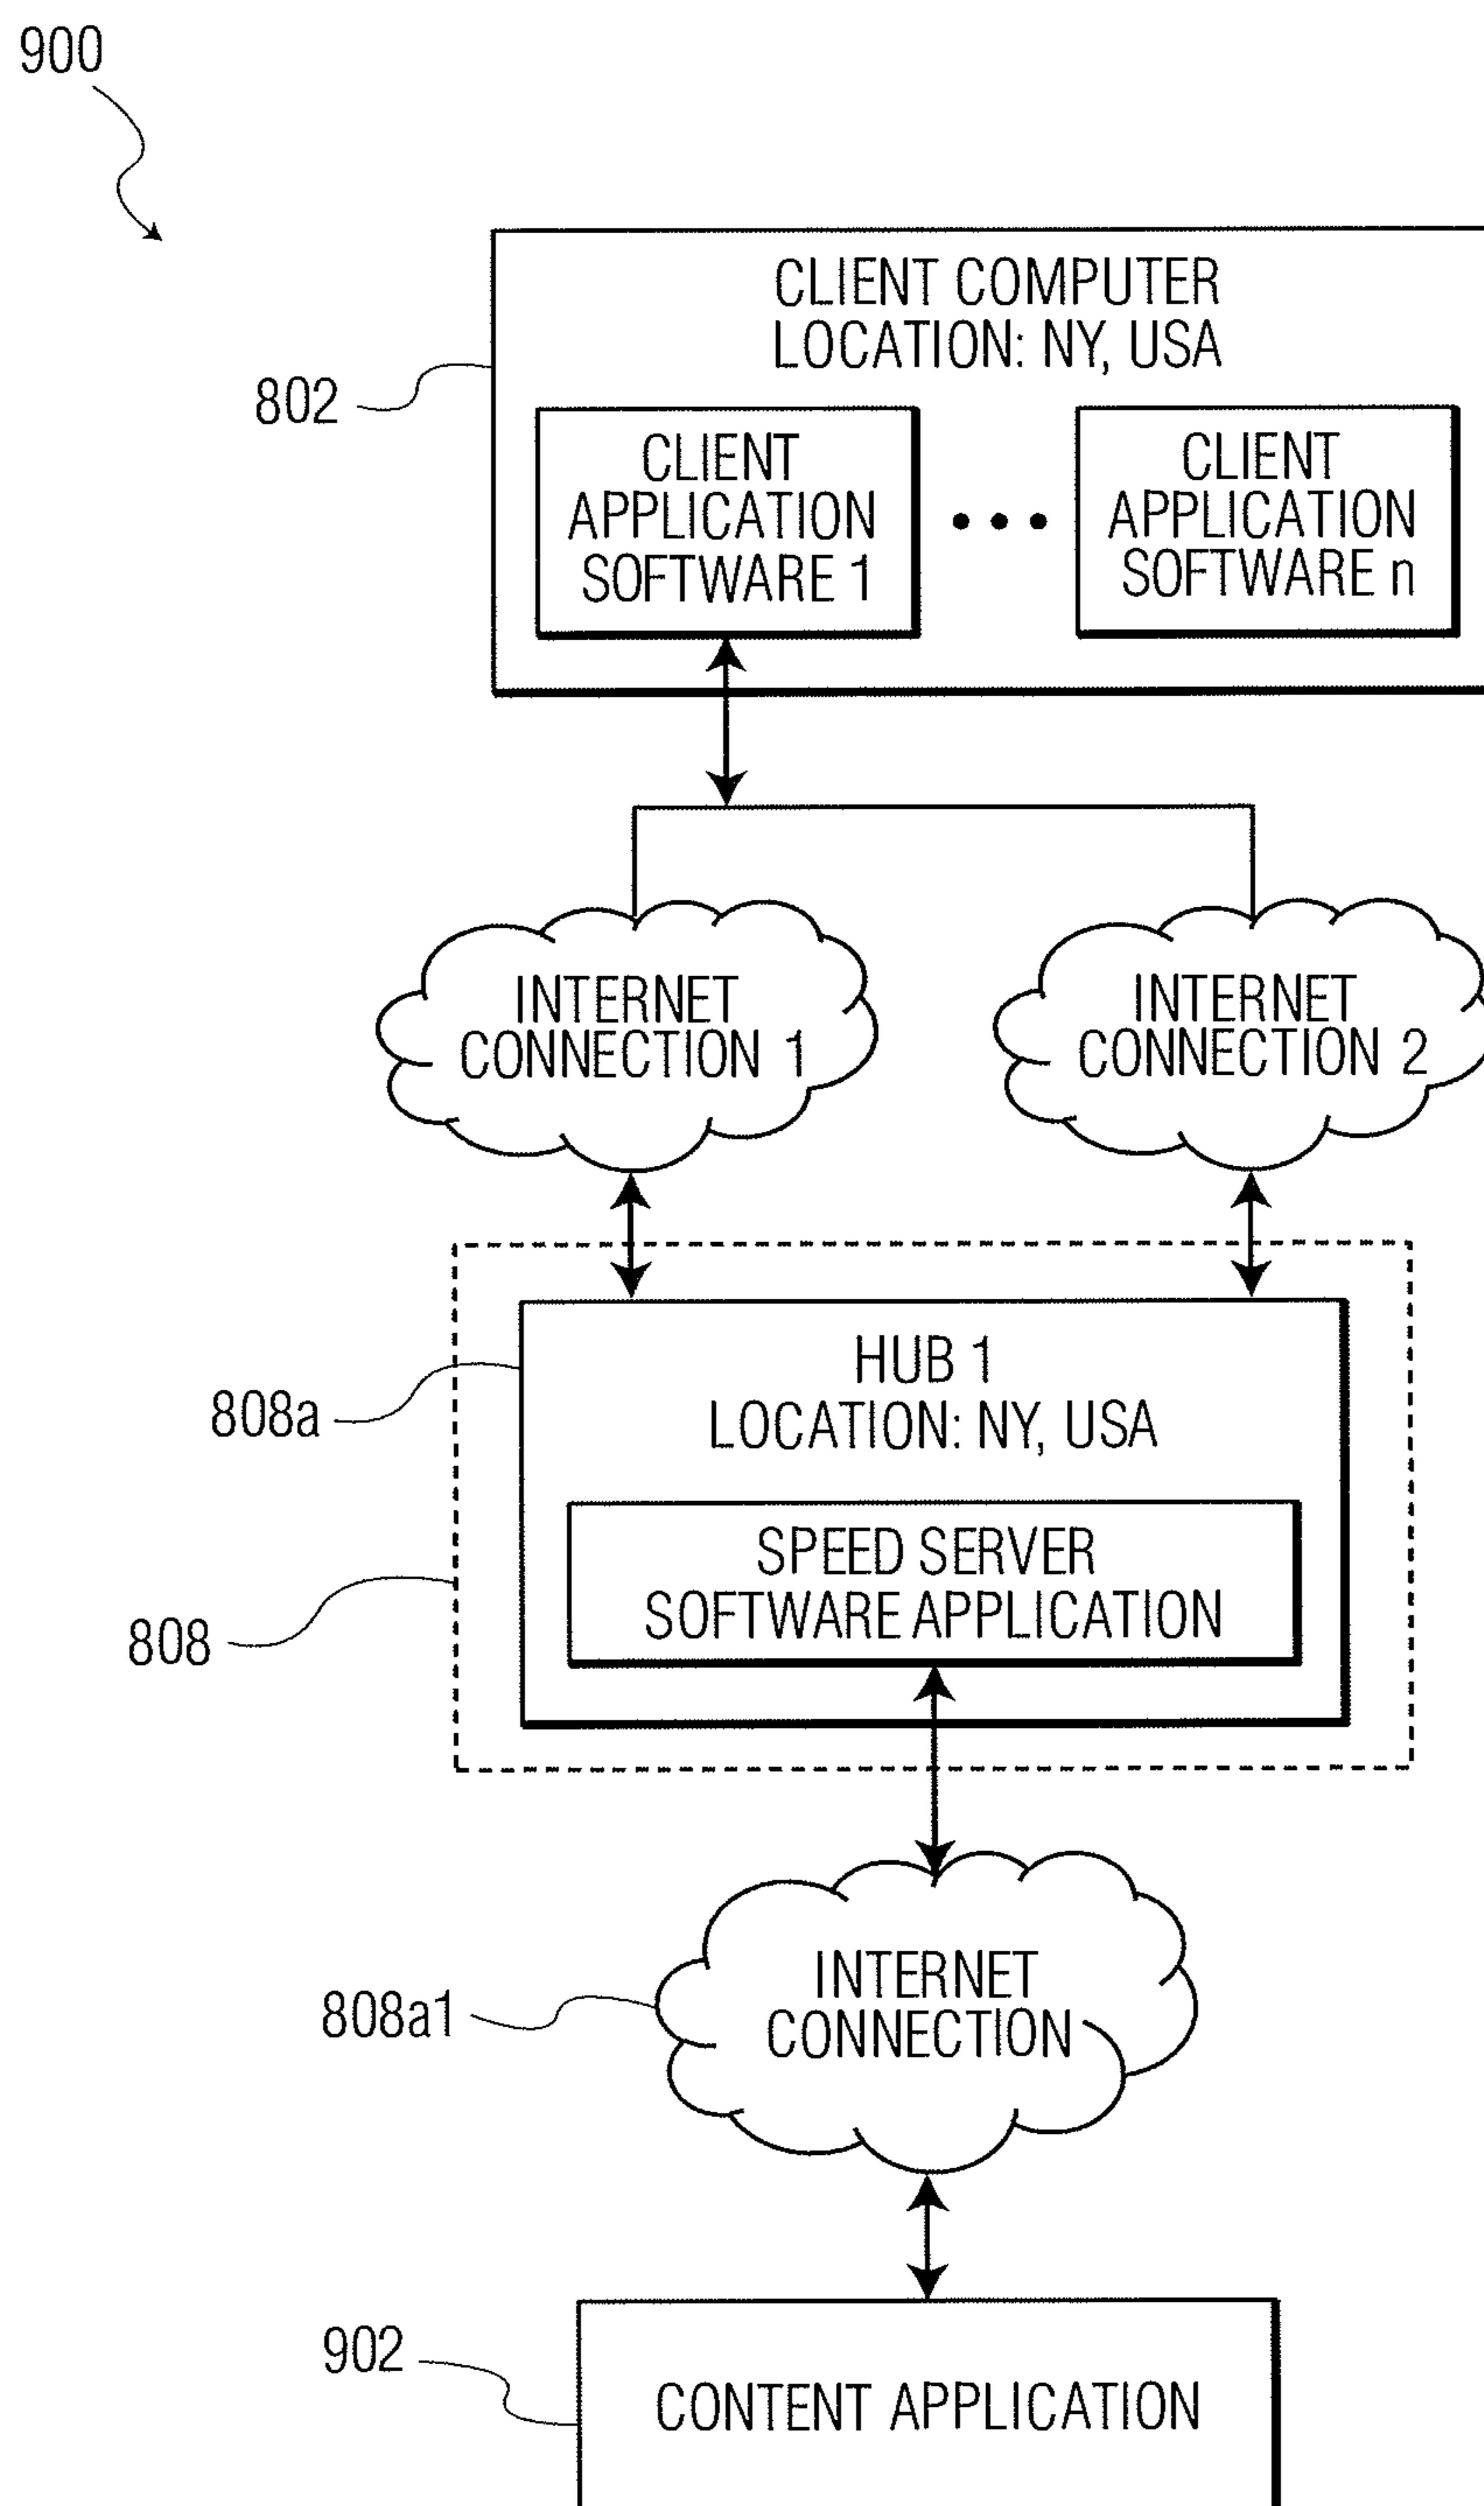 900
CLIENT COMPUTER
LOCATION: NY, USA
802
CLIENT
APPLICATION
SOFTWARE 1
CLIENT
APPLICATION
SOFTWARE n
INTERNET
CONNECTION 1
INTERNET
CONNECTION 2
HUB 1
LOCATION: NY, USA
808a
SPEED SERVER
SOFTWARE APPLICATION
808
INTERNET
CONNECTION
808a1
902
CONTENT APPLICATION